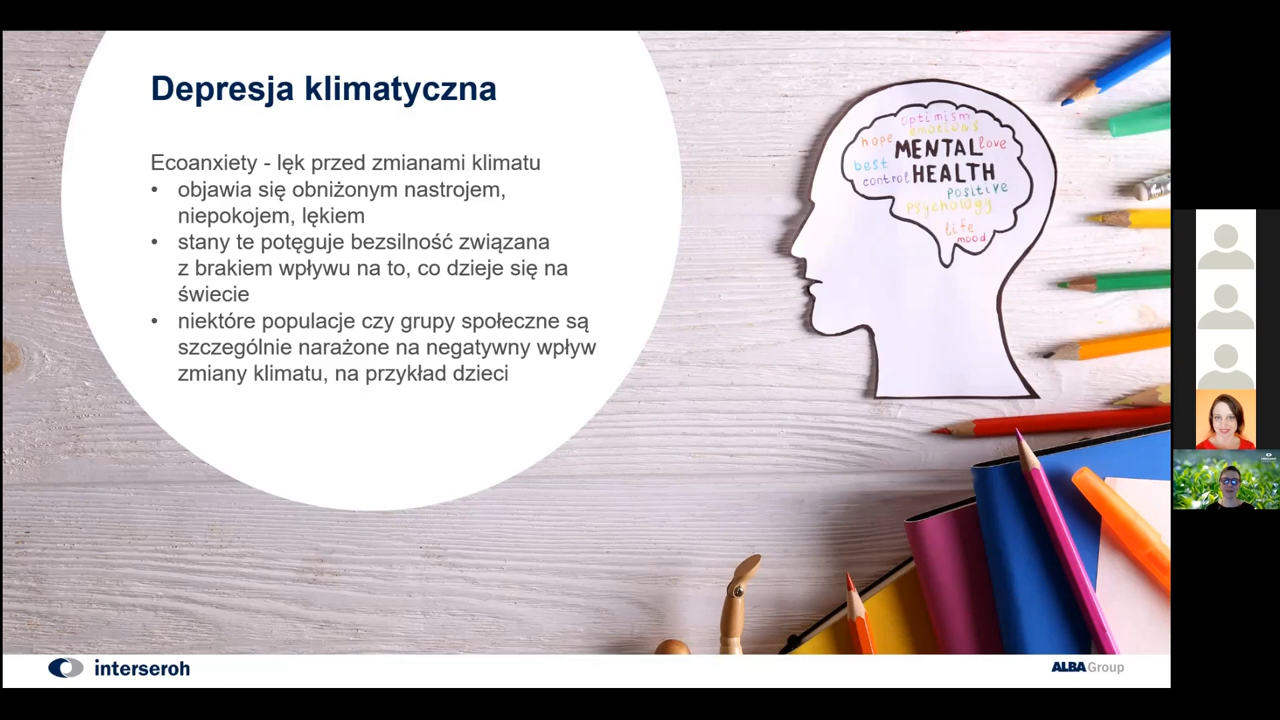 Depresja klimatyczna
Ecoanxiety - lęk przed zmianami klimatu
• objawia się obniżonym nastrojem,
niepokojem, lękiem
• stany te potęguje bezsilność związana
z brakiem wpływu na to, co dzieje się na
świecie
• niektóre populacje czy grupy społeczne są
szczególnie narażone na negatywny wpływ
zmiany klimatu, na przykład dzieci
optimism
emotions
hope
love
MENTAL
best
control
HEALTH
positive
psychology
life
mood
interseroh
ALBA Group